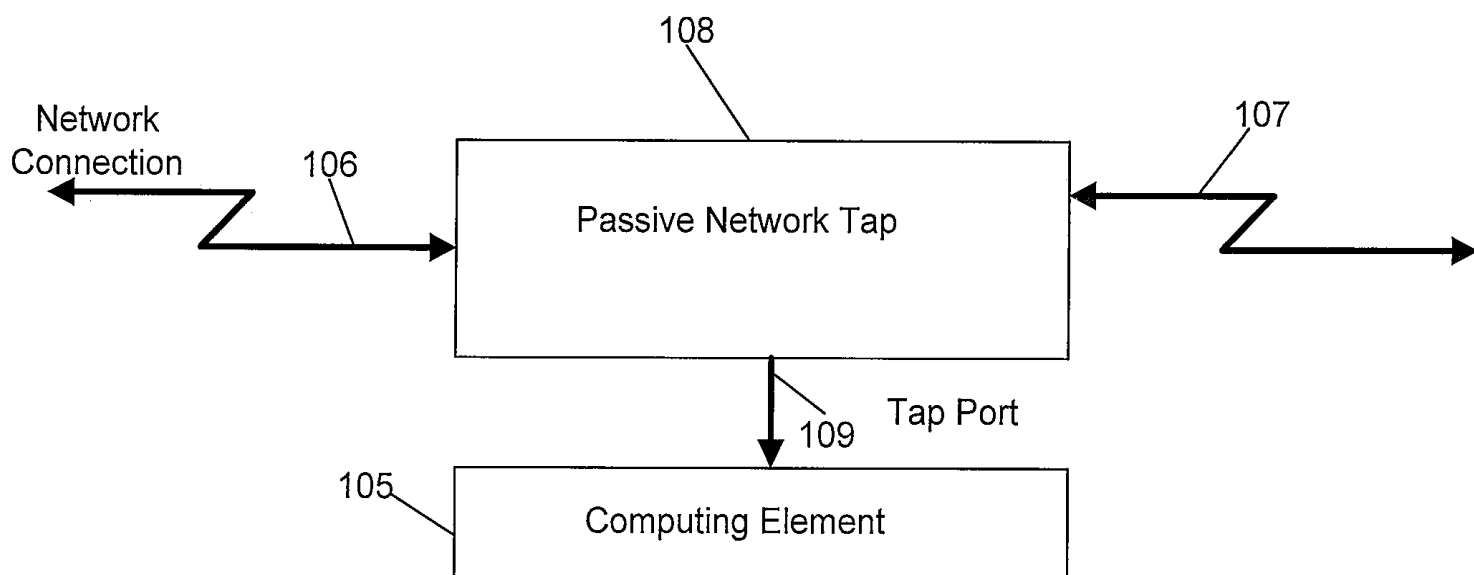 108
Network
Connection
106
107
Passive Network Tap
109
Tap Port
105
Computing Element